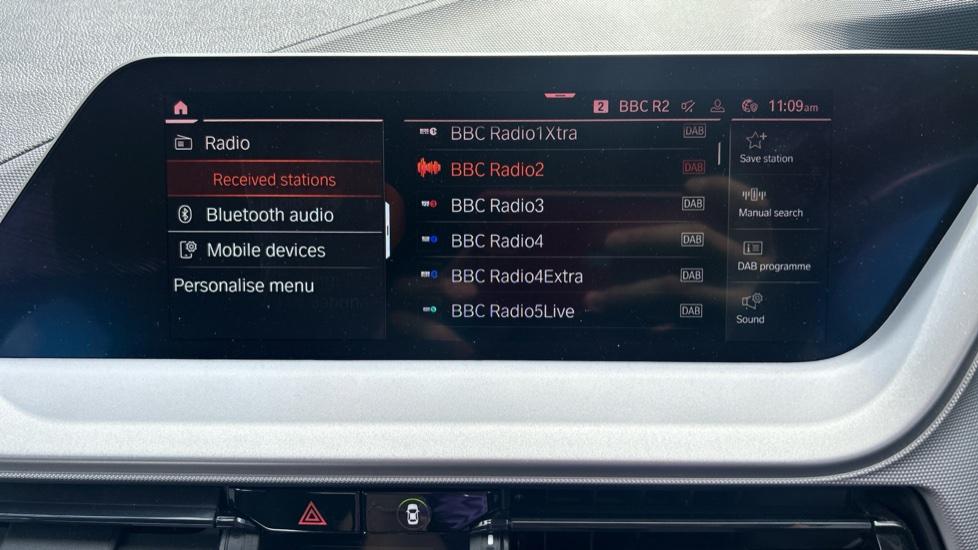 2 BBC R2 11:09am
Radio
Received stations
Bluetooth audio
Mobile devices
Personalise menu
BBC Radio1Xtra DAB
BBC Radio2 DAB
BBC Radio3 DAB
BBC Radio4 DAB
BBC Radio4Extra DAB
BBC Radio5Live DAB
Save station
Manual search
DAB programme
Sound